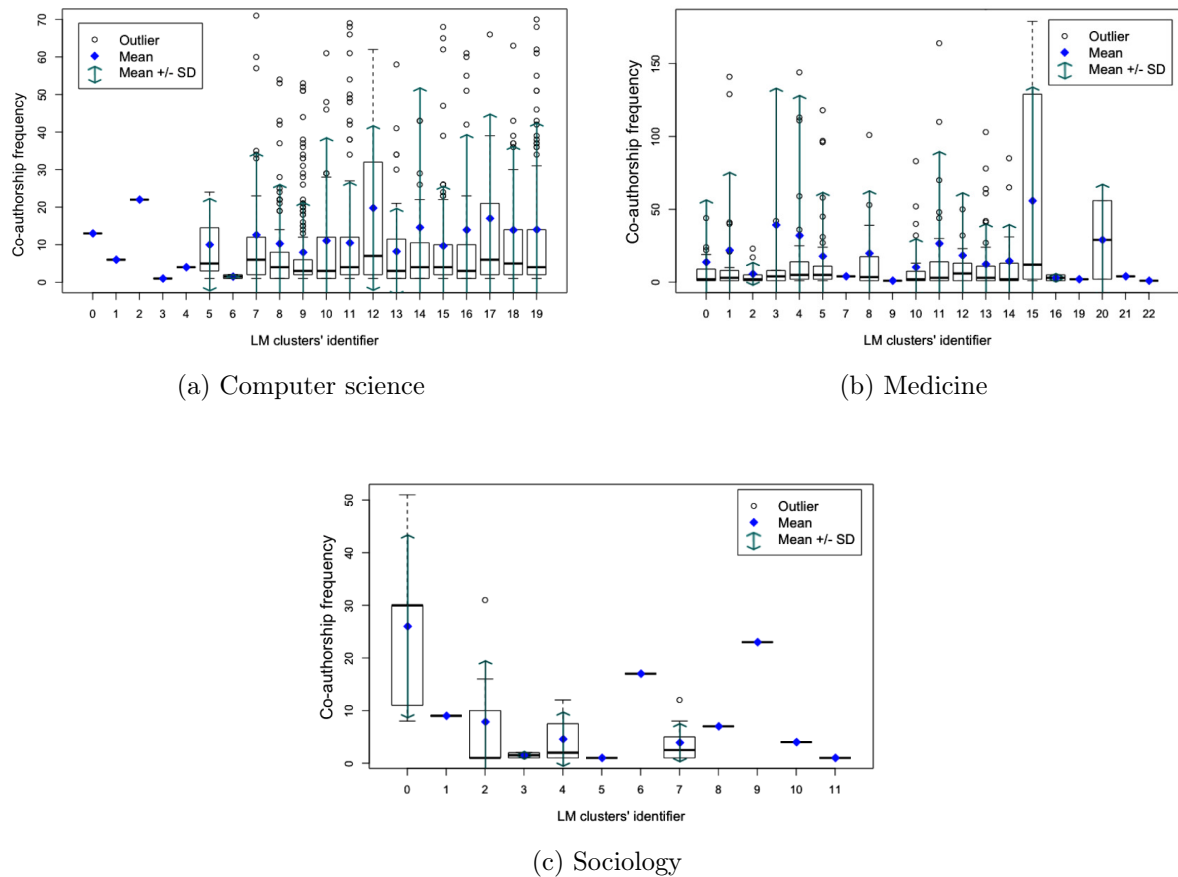 Outlier
Mean
Mean +/- SD
Co-authorship frequency
70
60
50
40
30
20
10
0
0 1 2 3 4 5 6 7 8 9 10 11 12 13 14 15 16 17 18 19
LM clusters' identifier
(a) Computer science
Outlier
Mean
Mean +/- SD
Co-authorship frequency
150
100
50
0
0 1 2 3 4 5 7 8 9 10 11 12 13 14 15 16 19 20 21 22
LM clusters' identifier
(b) Medicine
Outlier
Mean
Mean +/- SD
Co-authorship frequency
50
40
30
20
10
0
0 1 2 3 4 5 6 7 8 9 10 11
LM clusters' identifier
(c) Sociology